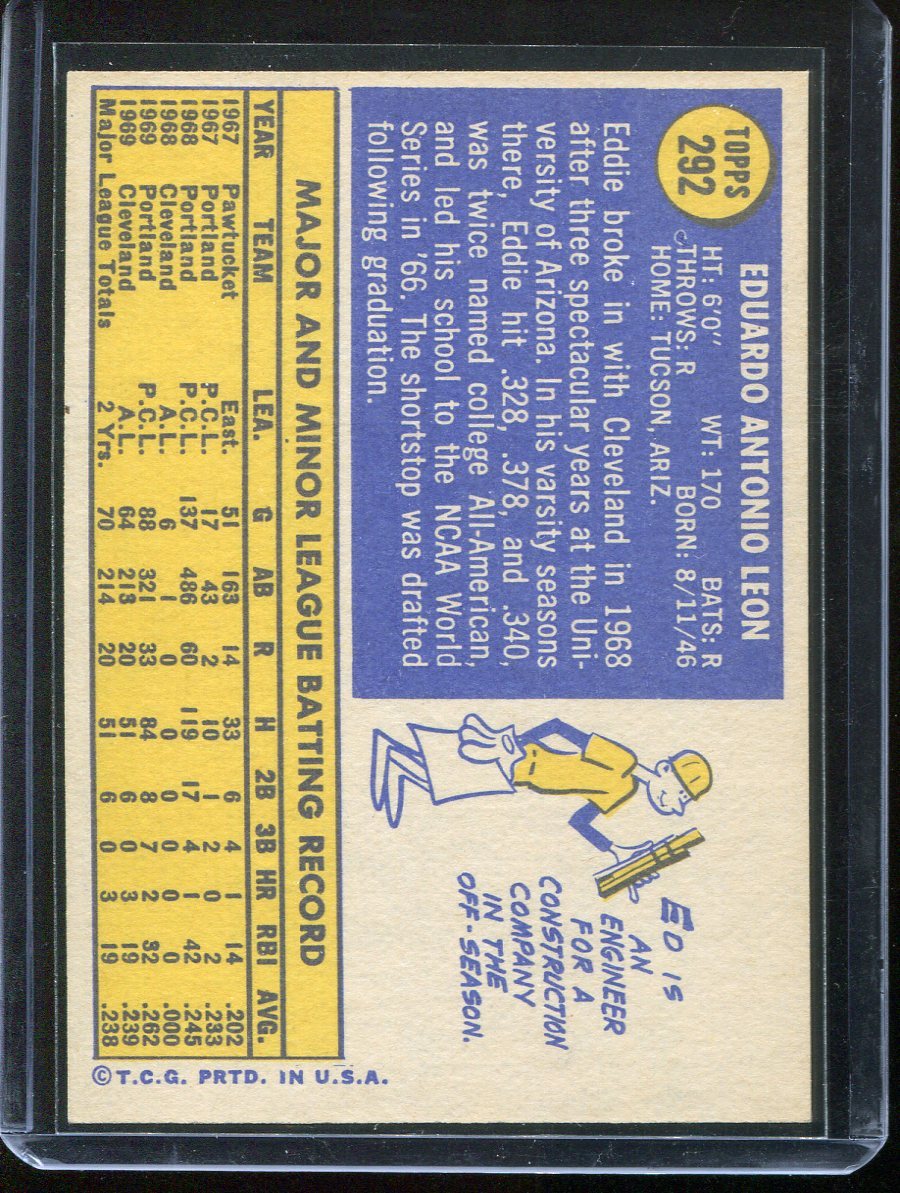 TOPPS
292
EDUARDO ANTONIO LEON
HT: 6'0" WT: 170 BATS: R
THROWS: R BORN: 8/11/46
HOME: TUCSON, ARIZ.
Eddie broke in with Cleveland in 1968
after three spectacular years at the Uni-
versity of Arizona. In his varsity seasons
there, Eddie hit .328, .378, and .340,
was twice named college All-American,
and led his school to the NCAA World
Series in '66. The shortstop was drafted
following graduation.
ED IS
AN
ENGINEER
FOR A
CONSTRUCTION
COMPANY
IN THE
OFF-SEASON.
MAJOR AND MINOR LEAGUE BATTING RECORD
YEAR TEAM LEA. G AB R H 2B 3B HR RBI AVG.
1967 Pawtucket East. 51 163 14 33 6 4 1 14 .202
1967 Portland P.C.L. 17 43 2 10 1 2 0 2 .233
1968 Portland P.C.L. 137 486 60 119 17 4 1 42 .245
1968 Cleveland A.L. 6 1 0 0 0 0 0 0 .000
1969 Portland P.C.L. 88 321 33 84 8 7 2 32 .262
1969 Cleveland A.L. 64 213 20 51 6 0 3 19 .239
Major League Totals 2 Yrs. 70 214 20 51 6 0 3 19 .238
© T.C.G. PRTD. IN U.S.A.